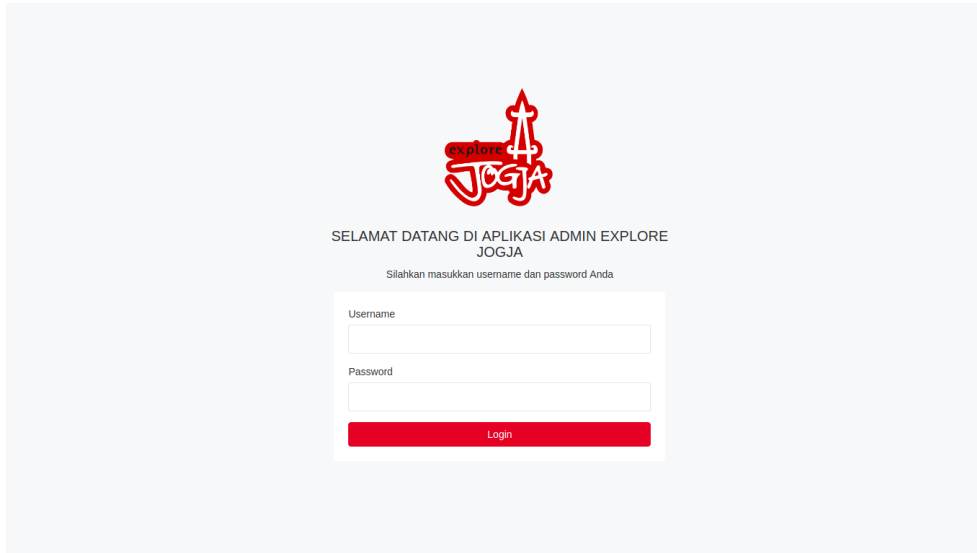 explore
JOGJA
SELAMAT DATANG DI APLIKASI ADMIN EXPLORE
JOGJA
Silahkan masukkan username dan password Anda
Username
Password
Login